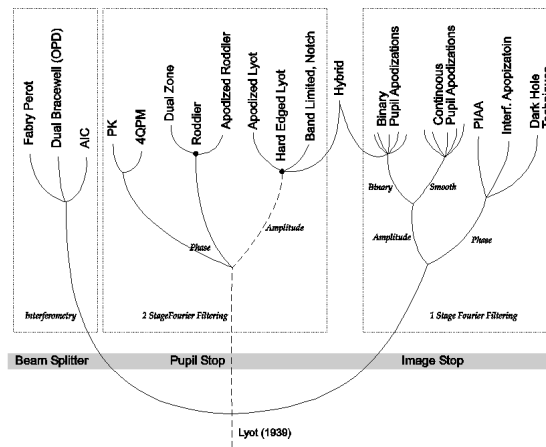 Fabry Perot
Dual Bracewell (OPD)
AIC
PK
4QPM
Dual Zone
Roddier
Apodized Roddier
Apodized Lyot
Hard Edged Lyot
Band Limited, Notch
Hybrid
Binary
Pupil Apodizations
Continoous
Pupil Apodizations
PIAA
Interf. Apopizatoin
Dark Hole
Techniques
Binary
Smooth
Phase
Amplitude
Amplitude
Phase
Interferometry
2 StageFourier Filtering
1 Stage Fourier Filtering
Beam Splitter
Pupil Stop
Image Stop
Lyot (1939)